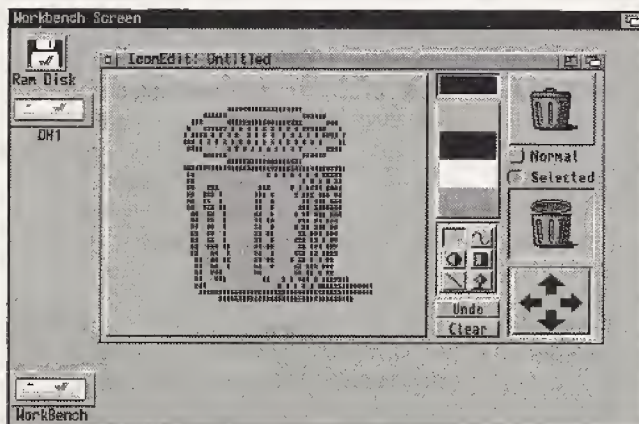 Workbench Screen
Ram Disk
DH1
IconEdit: Untitled
Normal
Selected
Undo
Clear
WorkBench